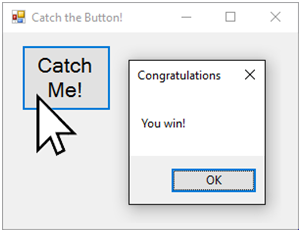 Catch the Button!
Catch
Me!
Congratulations
You win!
OK